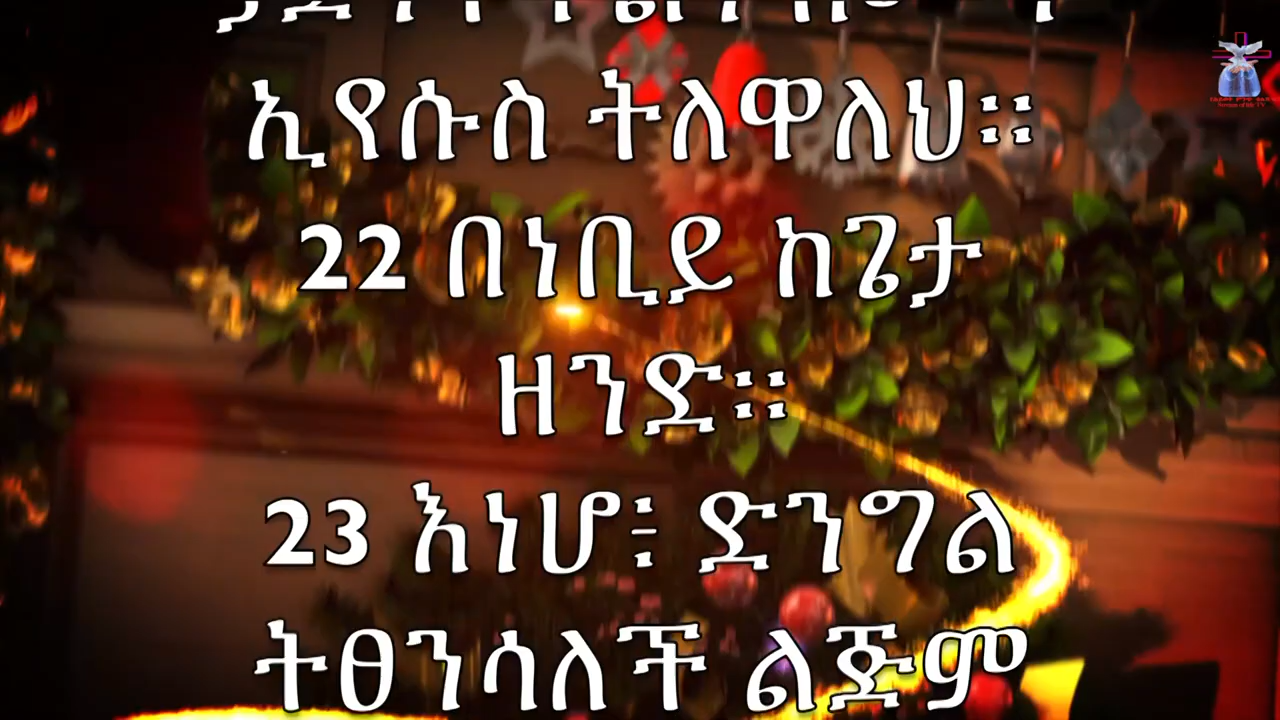 ኢየሱስ ትለዋለህ።
22 በነቢይ ከጌታ
ዘንድ።
23 እነሆ፥ ድንግል
ትፀንሳለች ልጅም